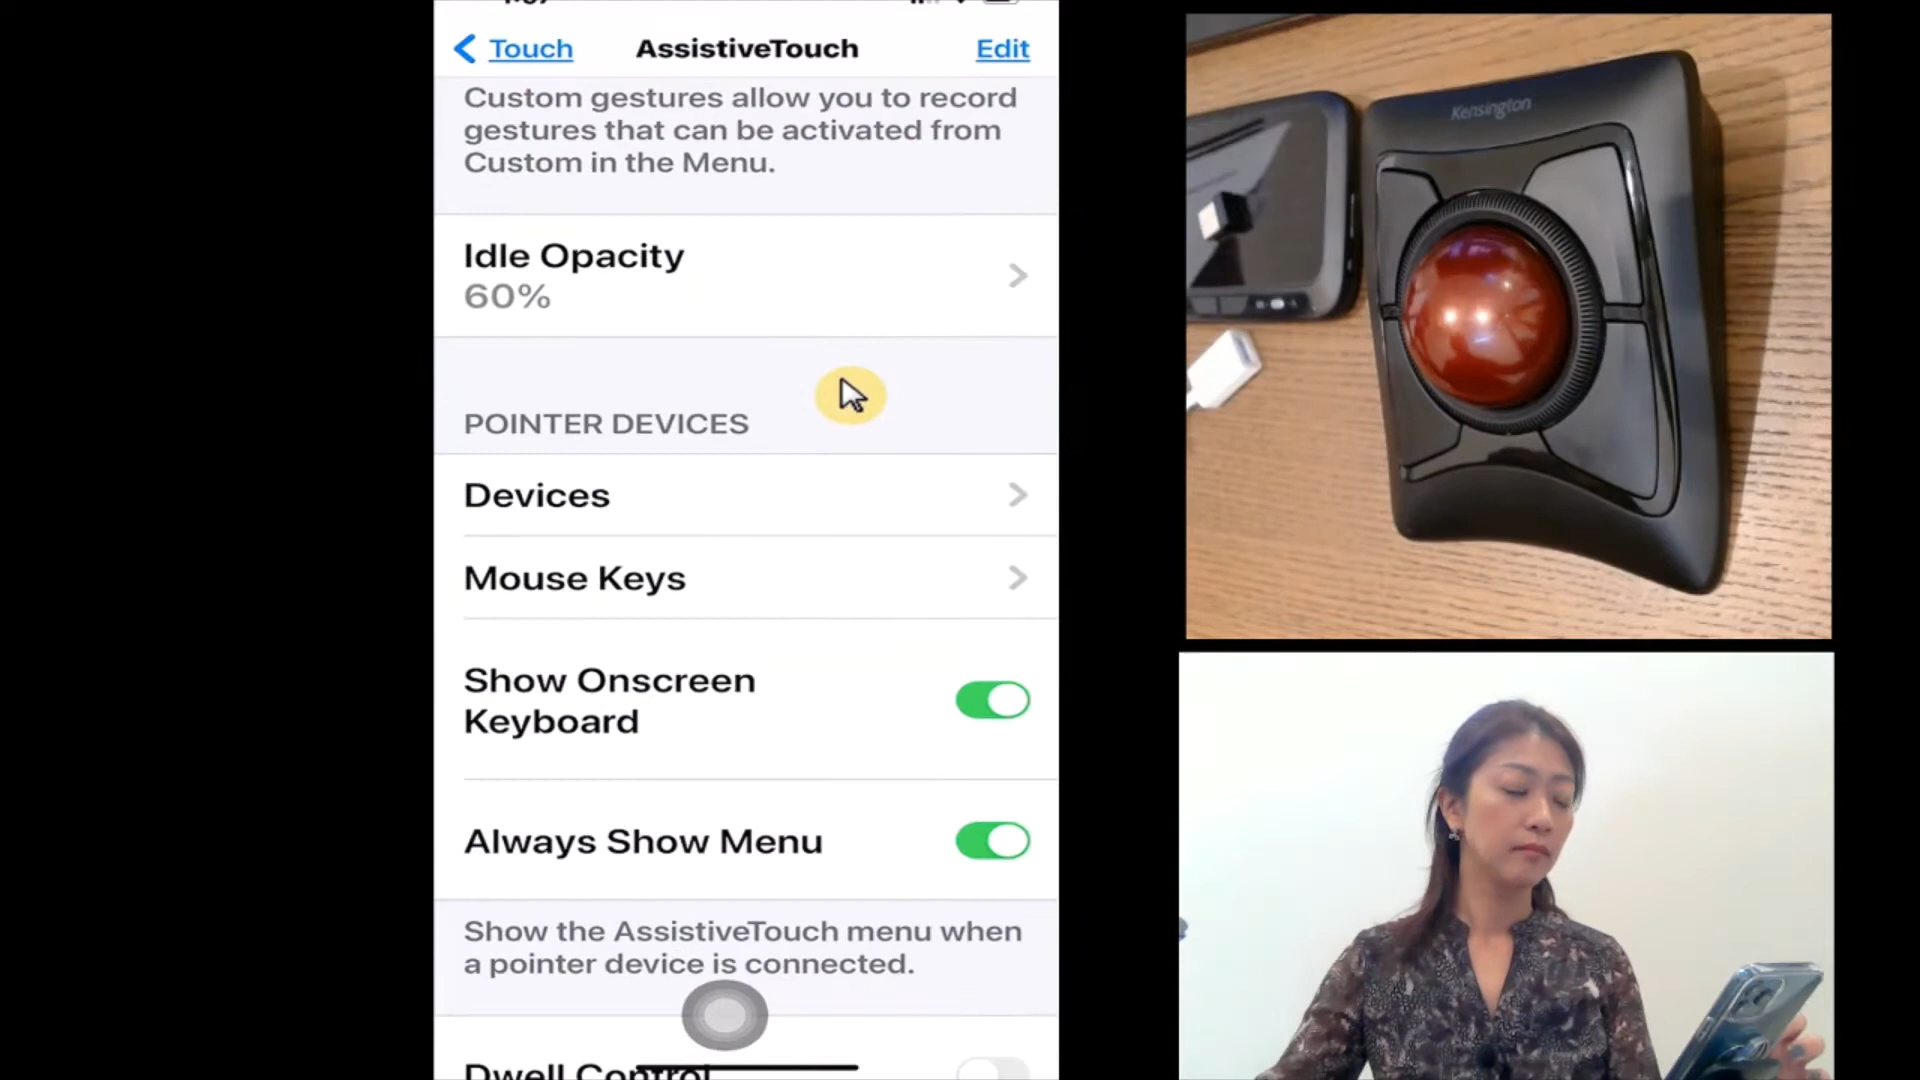 Touch
AssistiveTouch
Edit
Custom gestures allow you to record
gestures that can be activated from
Custom in the Menu.
Idle Opacity
60%
POINTER DEVICES
Devices
Mouse Keys
Show Onscreen
Keyboard
Always Show Menu
Show the AssistiveTouch menu when
a pointer device is connected.
Dwell Control
Kensington